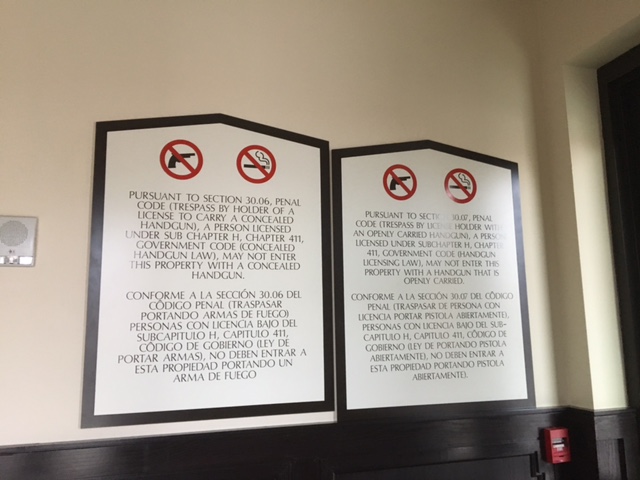 PURSUANT TO SECTION 30.06, PENAL
CODE (TRESPASS BY HOLDER OF A
LICENSE TO CARRY A CONCEALED
HANDGUN), A PERSON LICENSED
UNDER SUB CHAPTER H, CHAPTER 411,
GOVERNMENT CODE (CONCEALED
HANDGUN LAW), MAY NOT ENTER
THIS PROPERTY WITH A CONCEALED
HANDGUN.
CONFORME A LA SECCIÓN 30.06 DEL
CÓDIGO PENAL (TRASPASAR
PORTANDO ARMAS DE FUEGO)
PERSONAS CON LICENCIA BAJO DEL
SUBCAPITULO H, CAPITULO 411,
CÓDIGO DE GOBIERNO (LEY DE
PORTAR ARMAS), NO DEBEN ENTRAR A
ESTA PROPIEDAD PORTANDO UN
ARMA DE FUEGO
PURSUANT TO 30.07, PENAL
CODE (TRESPASS BY LICENSE HOLDER WITH
AN OPENLY CARRIED HANDGUN), A PERSON
LICENSED UNDER SUBCHAPTER H, CHAPTER
411, GOVERNMENT CODE (HANDGUN
LICENSING LAW), MAY NOT ENTER THIS
PROPERTY WITH A HANDGUN THAT IS
OPENLY CARRIED.
CONFORME A LA SECCIÓN 30.07 DEL CÓDIGO
PENAL (TRASPASAR DE PERSONA CON
LICENCIA PORTAR PISTOLA ABIERTAMENTE),
PERSONAS CON LICENCIA BAJO DEL SUB-
CAPITULO H, CAPITULO 411, CÓDIGO DE
GOBIERNO (LEY DE PORTANDO PISTOLA
ABIERTAMENTE), NO DEBEN ENTRAR A
ESTA PROPIEDAD PORTANDO PISTOLA
ABIERTAMENTE).